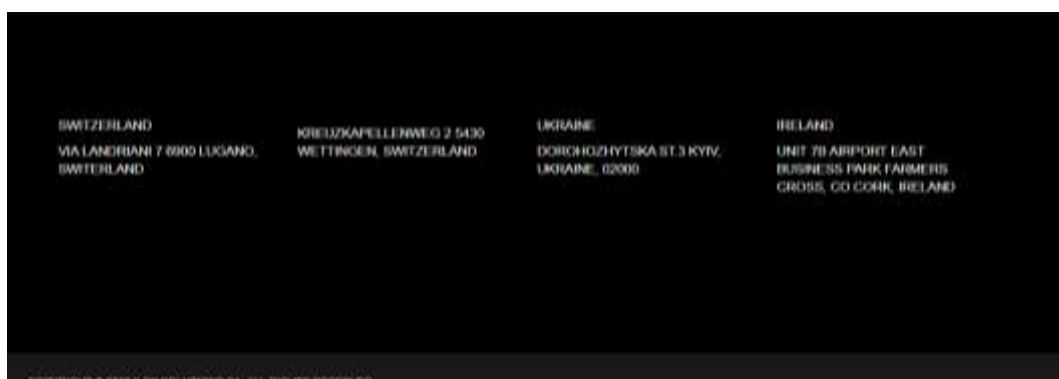 SWITZERLAND
VIA LANDRIANI 7 6900 LUGANO,
SWITERLAND
KREUZKAPELLENWEG 2 5430
WETTINGEN, SWITZERLAND
UKRAINE
DOROHOZHYTSKA ST.3 KYIV,
UKRAINE, 02000
IRELAND
UNIT 7B AIRPORT EAST
BUSINESS PARK FARMERS
CROSS, CO CORK, IRELAND